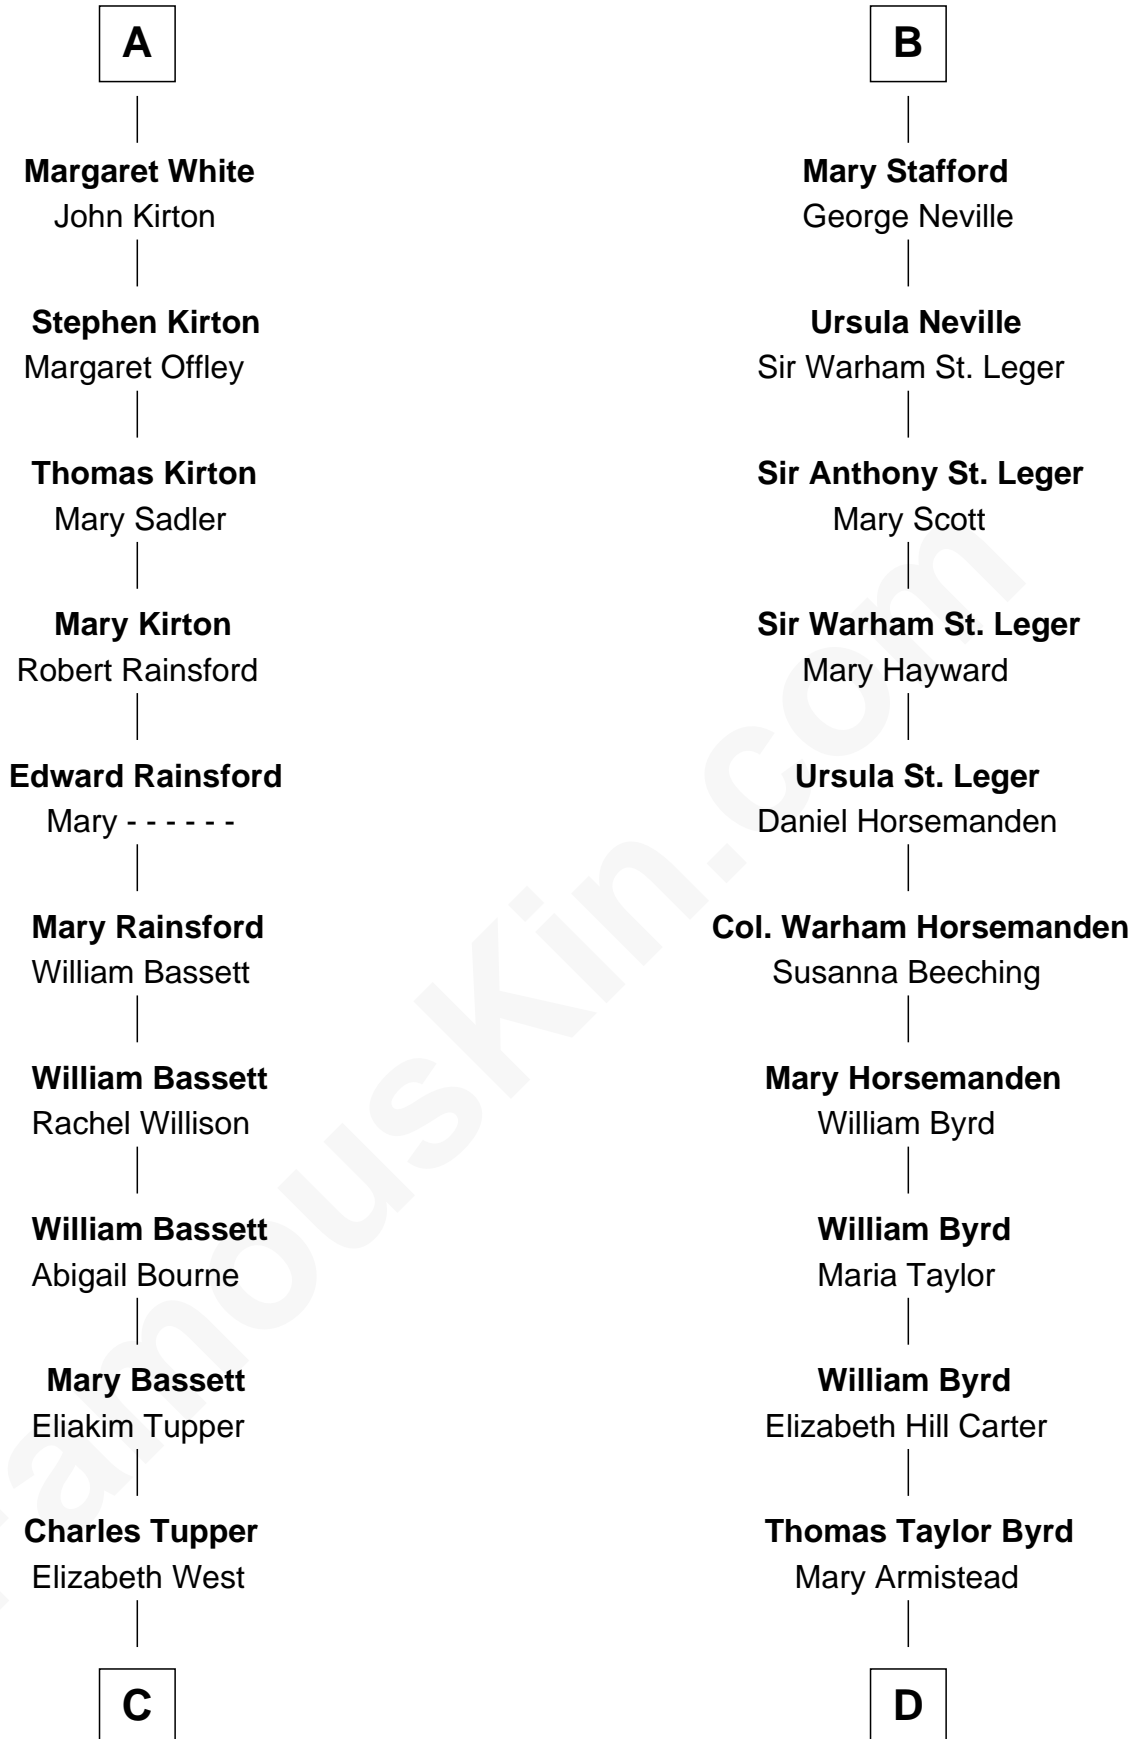 A
Margaret White
John Kirton
Stephen Kirton
Margaret Offley
Thomas Kirton
Mary Sadler
Mary Kirton
Robert Rainsford
Edward Rainsford
Mary - - - - - -
Mary Rainsford
William Bassett
William Bassett
Rachel Willison
William Bassett
Abigail Bourne
Mary Bassett
Eliakim Tupper
Charles Tupper
Elizabeth West
C
B
Mary Stafford
George Neville
Ursula Neville
Sir Warham St. Leger
Sir Anthony St. Leger
Mary Scott
Sir Warham St. Leger
Mary Hayward
Ursula St. Leger
Daniel Horsemanden
Col. Warham Horsemanden
Susanna Beeching
Mary Horsemanden
William Byrd
William Byrd
Maria Taylor
William Byrd
Elizabeth Hill Carter
Thomas Taylor Byrd
Mary Armistead
D
FamousKin.com